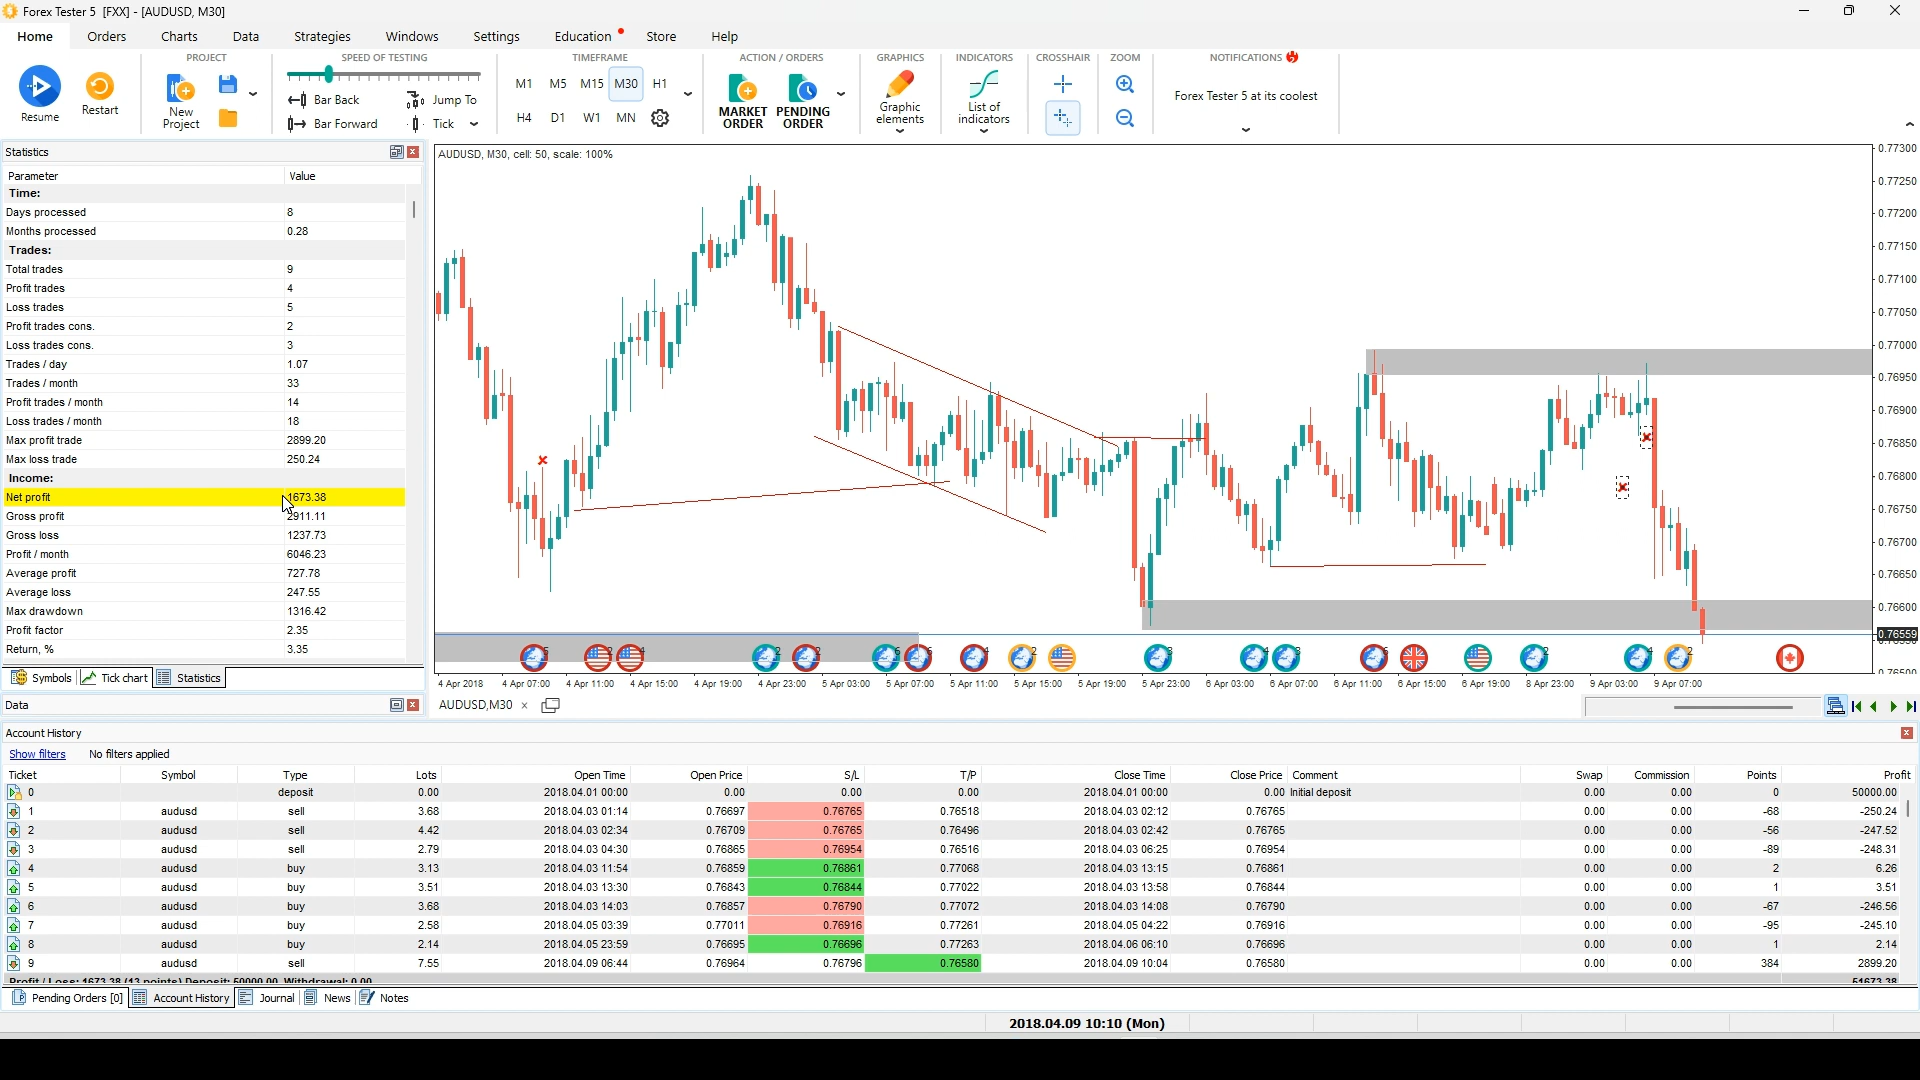 Forex Tester 5 [FXX] - [AUDUSD, M30]
Home Orders Charts Data Strategies Windows Settings Education Store Help
PROJECT SPEED OF TESTING TIMEFRAME ACTION / ORDERS GRAPHICS INDICATORS CROSSHAIR ZOOM NOTIFICATIONS
Resume Restart New Project
Bar Back Jump To
Bar Forward Tick
M1 M5 M15 M30 H1
H4 D1 W1 MN
MARKET ORDER PENDING ORDER
Graphic elements
List of indicators
Forex Tester 5 at its coolest
Statistics
Parameter Value
Time:
Days processed 8
Months processed 0.28
Trades:
Total trades 9
Profit trades 4
Loss trades 5
Profit trades cons. 2
Loss trades cons. 3
Trades / day 1.07
Trades / month 33
Profit trades / month 14
Loss trades / month 18
Max profit trade 2899.20
Max loss trade 250.24
Income:
Net profit 1673.38
Gross profit 2911.11
Gross loss 1237.73
Profit / month 6046.23
Average profit 727.78
Average loss 247.55
Max drawdown 1316.42
Profit factor 2.35
Return, % 3.35
Symbols Tick chart Statistics
Data
AUDUSD, M30, cell: 50, scale: 100%
0.77300
0.77250
0.77200
0.77150
0.77100
0.77050
0.77000
0.76950
0.76900
0.76850
0.76800
0.76750
0.76700
0.76650
0.76600
0.76559
0.76500
4 Apr 2018 4 Apr 07:00 4 Apr 11:00 4 Apr 15:00 4 Apr 19:00 4 Apr 23:00 5 Apr 03:00 5 Apr 07:00 5 Apr 11:00 5 Apr 15:00 5 Apr 19:00 5 Apr 23:00 6 Apr 03:00 6 Apr 07:00 6 Apr 11:00 6 Apr 15:00 6 Apr 19:00 8 Apr 23:00 9 Apr 03:00 9 Apr 07:00
AUDUSD,M30
Account History
Show filters No filters applied
Ticket Symbol Type Lots Open Time Open Price S/L T/P Close Time Close Price Comment Swap Commission Points Profit
0 deposit 0.00 2018.04.01 00:00 0.00 0.00 0.00 2018.04.01 00:00 0.00 Initial deposit 0.00 0.00 0 50000.00
1 audusd sell 3.68 2018.04.03 01:14 0.76697 0.76765 0.76518 2018.04.03 02:12 0.76765 0.00 0.00 -68 -250.24
2 audusd sell 4.42 2018.04.03 02:34 0.76709 0.76765 0.76496 2018.04.03 02:42 0.76765 0.00 0.00 -56 -247.52
3 audusd sell 2.79 2018.04.03 04:30 0.76865 0.76954 0.76516 2018.04.03 06:25 0.76954 0.00 0.00 -89 -248.31
4 audusd buy 3.13 2018.04.03 11:54 0.76859 0.76861 0.77068 2018.04.03 13:15 0.76861 0.00 0.00 2 6.26
5 audusd buy 3.51 2018.04.03 13:30 0.76843 0.76844 0.77022 2018.04.03 13:58 0.76844 0.00 0.00 1 3.51
6 audusd buy 3.68 2018.04.03 14:03 0.76857 0.76790 0.77072 2018.04.03 14:08 0.76790 0.00 0.00 -67 -246.56
7 audusd buy 2.58 2018.04.05 03:39 0.77011 0.76916 0.77261 2018.04.05 04:22 0.76916 0.00 0.00 -95 -245.10
8 audusd buy 2.14 2018.04.05 23:59 0.76695 0.76696 0.77263 2018.04.06 06:10 0.76696 0.00 0.00 1 2.14
9 audusd sell 7.55 2018.04.09 06:44 0.76964 0.76796 0.76580 2018.04.09 10:04 0.76580 0.00 0.00 384 2899.20
Profit / Loss: 1673.38 (13 points) Deposit: 50000.00 Withdrawal: 0.00 51673.38
Pending Orders [0] Account History Journal News Notes
2018.04.09 10:10 (Mon)